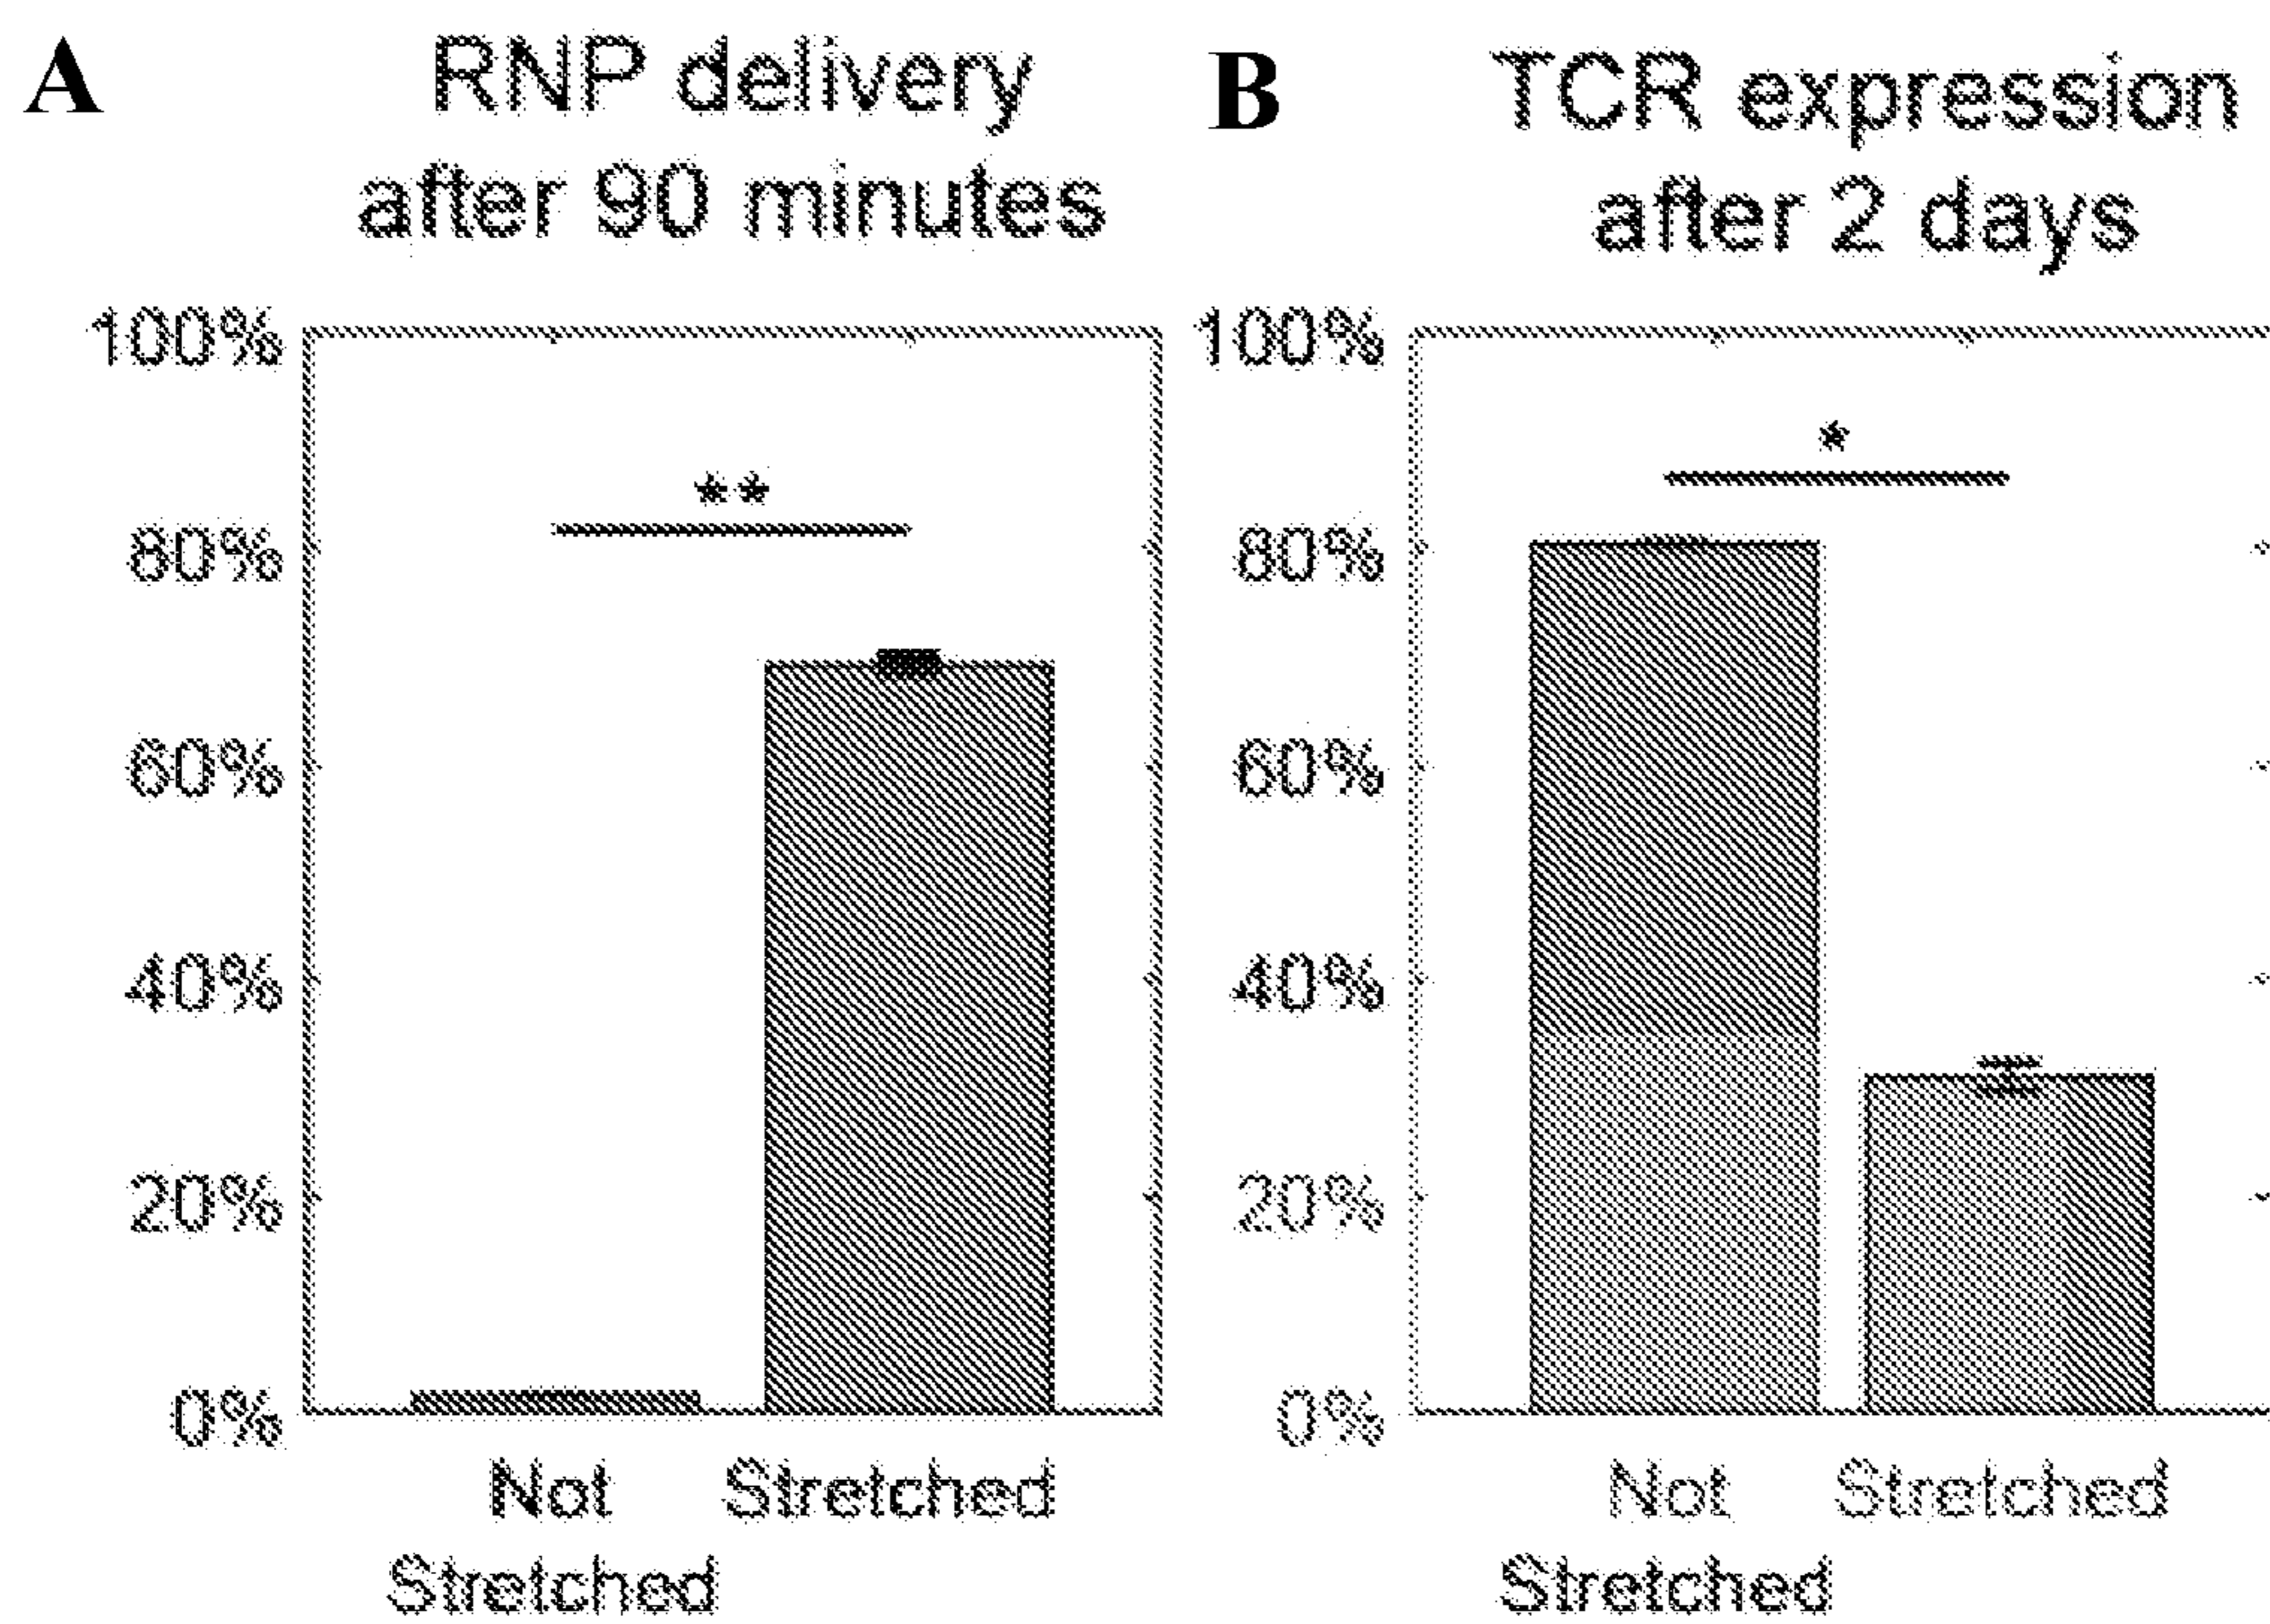 A
RNP delivery
after 90 minutes
100%
80%
60%
40%
20%
0%
**
Not
Stretched
Stretched
B
TCR expression
after 2 days
100%
80%
60%
40%
20%
0%
*
Not
Stretched
Stretched